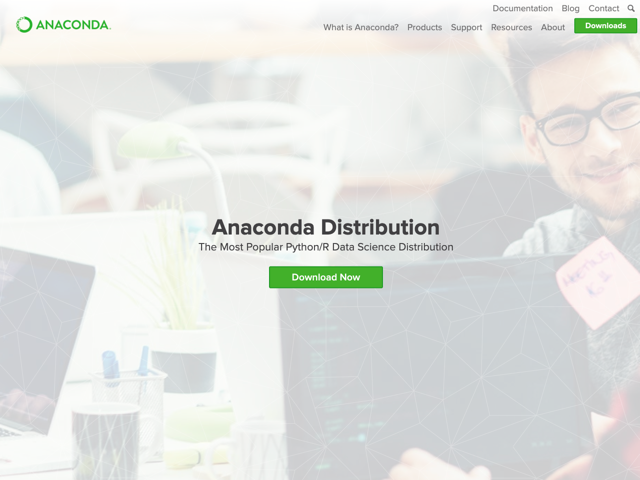 Documentation Blog Contact
ANACONDA.
What is Anaconda? Products Support Resources About Downloads
Anaconda Distribution
The Most Popular Python/R Data Science Distribution
Download Now